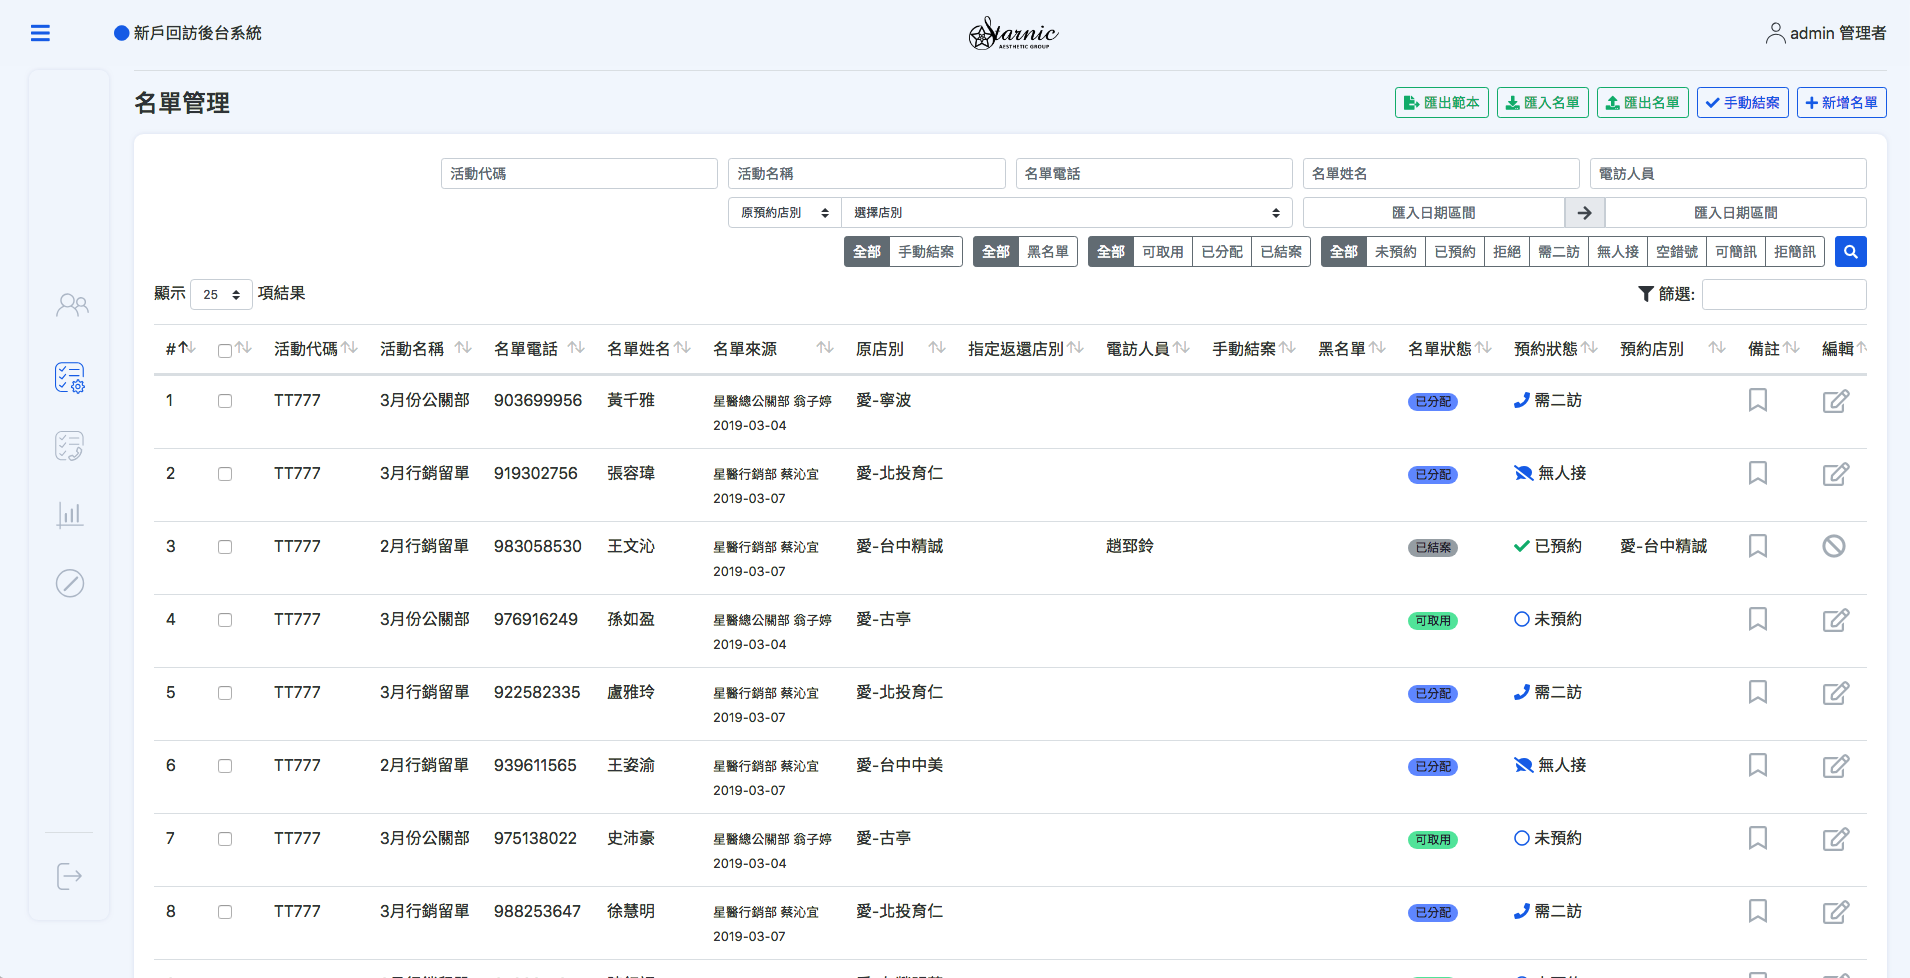 新戶回訪後台系統
Starnic
AESTHETIC GROUP
admin 管理者
名單管理
匯出範本 匯入名單 匯出名單 手動結案 新增名單
活動代碼 活動名稱 名單電話 名單姓名 電訪人員
原預約店別 選擇店別 匯入日期區間 匯入日期區間
全部 手動結案 全部 黑名單 全部 可取用 已分配 已結案 全部 未預約 已預約 拒絕 需二訪 無人接 空錯號 可簡訊 拒簡訊
顯示 25 項結果 篩選:
# 活動代碼 活動名稱 名單電話 名單姓名 名單來源 原店別 指定返還店別 電訪人員 手動結案 黑名單 名單狀態 預約狀態 預約店別 備註 編輯
1 TT777 3月份公關部 903699956 黃千雅 星醫總公關部 翁子婷 愛-寧波 已分配 需二訪
2019-03-04
2 TT777 3月行銷留單 919302756 張容瑋 星醫行銷部 蔡沁宜 愛-北投育仁 已分配 無人接
2019-03-07
3 TT777 2月行銷留單 983058530 王文沁 星醫行銷部 蔡沁宜 愛-台中精誠 趙郅鈴 已結案 已預約 愛-台中精誠
2019-03-07
4 TT777 3月份公關部 976916249 孫如盈 星醫總公關部 翁子婷 愛-古亭 可取用 未預約
2019-03-04
5 TT777 3月行銷留單 922582335 盧雅玲 星醫行銷部 蔡沁宜 愛-北投育仁 已分配 需二訪
2019-03-07
6 TT777 2月行銷留單 939611565 王姿渝 星醫行銷部 蔡沁宜 愛-台中中美 已分配 無人接
2019-03-07
7 TT777 3月份公關部 975138022 史沛豪 星醫總公關部 翁子婷 愛-古亭 可取用 未預約
2019-03-04
8 TT777 3月行銷留單 988253647 徐慧明 星醫行銷部 蔡沁宜 愛-北投育仁 已分配 需二訪
2019-03-07